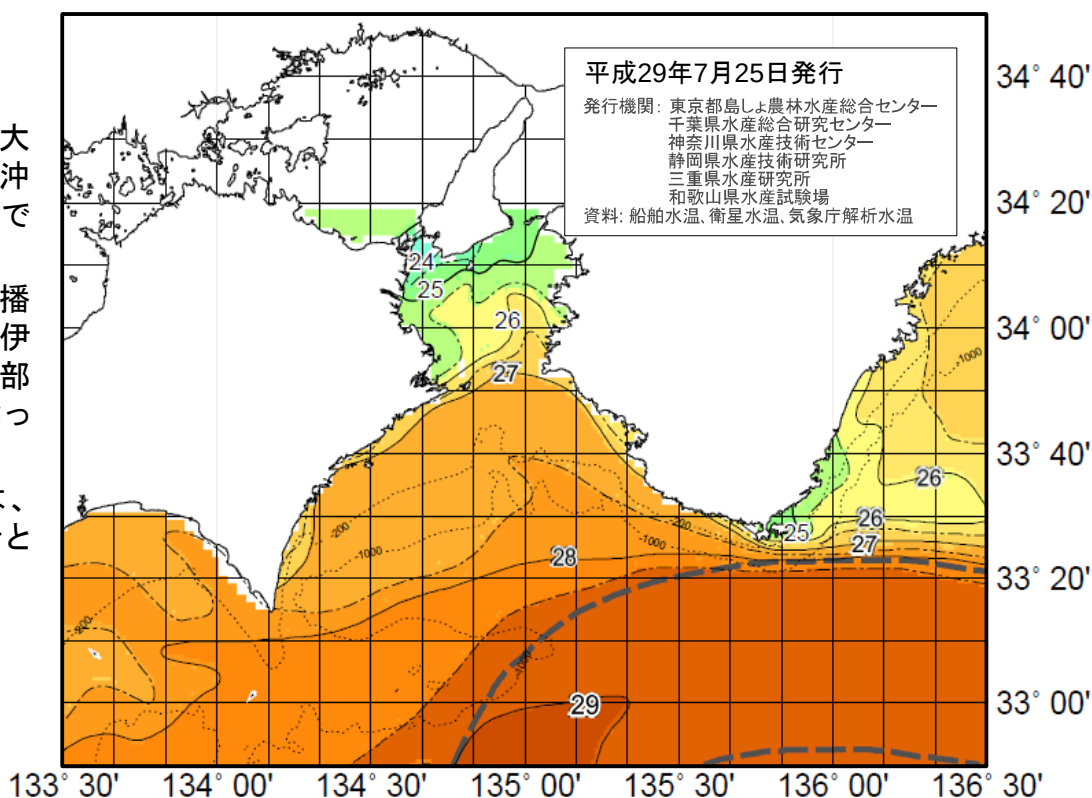 大
沖
で
播
伊
部
っ
、
と
平成29年7月25日発行
発行機関: 東京都島しょ農林水産総合センター
千葉県水産総合研究センター
神奈川県水産技術センター
静岡県水産技術研究所
三重県水産研究所
和歌山県水産試験場
資料: 船舶水温、衛星水温、気象庁解析水温
34° 40'
34° 20'
34° 00'
33° 40'
33° 20'
33° 00'
24
25
26
27
-1000
26
25
26
27
-200
-1000
-200
-1000
28
-200
-1000
29
133° 30'
134° 00'
134° 30'
135° 00'
135° 30'
136° 00'
136° 30'